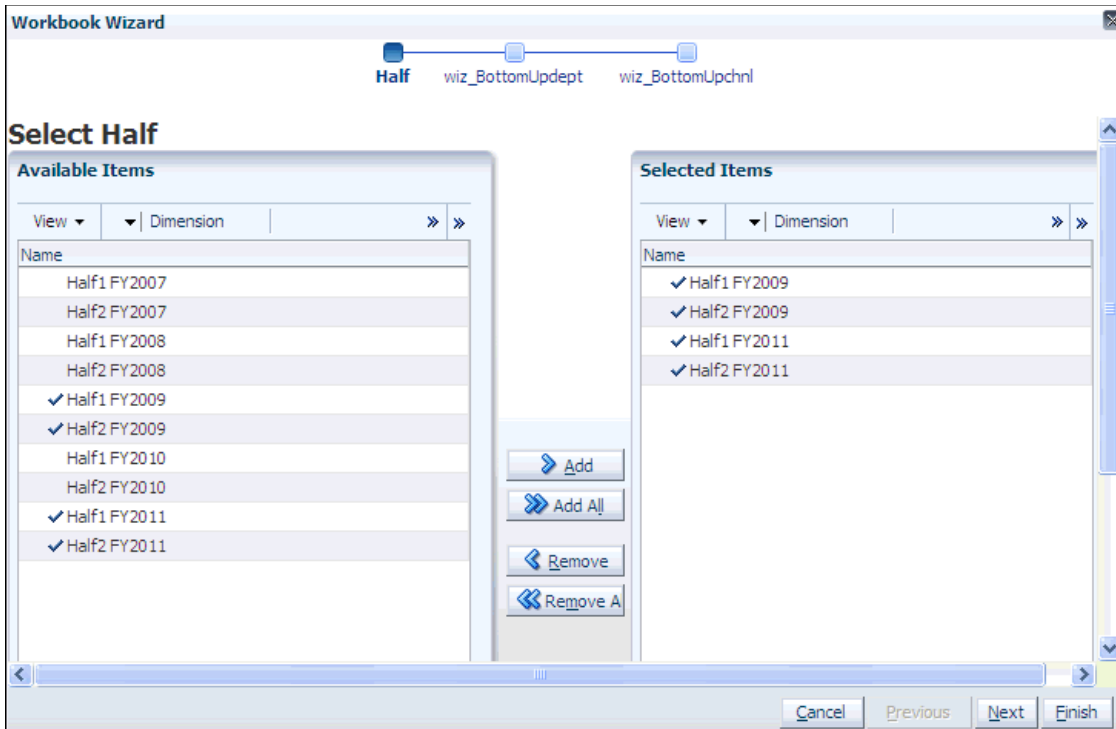 Workbook Wizard
Half wiz_BottomUpdept wiz_BottomUpchnl
Select Half
Available Items
View Dimension
Name
Half1 FY2007
Half2 FY2007
Half1 FY2008
Half2 FY2008
Half1 FY2009
Half2 FY2009
Half1 FY2010
Half2 FY2010
Half1 FY2011
Half2 FY2011
Add
Add All
Remove
Remove A
Selected Items
View Dimension
Name
Half1 FY2009
Half2 FY2009
Half1 FY2011
Half2 FY2011
Cancel Previous Next Finish